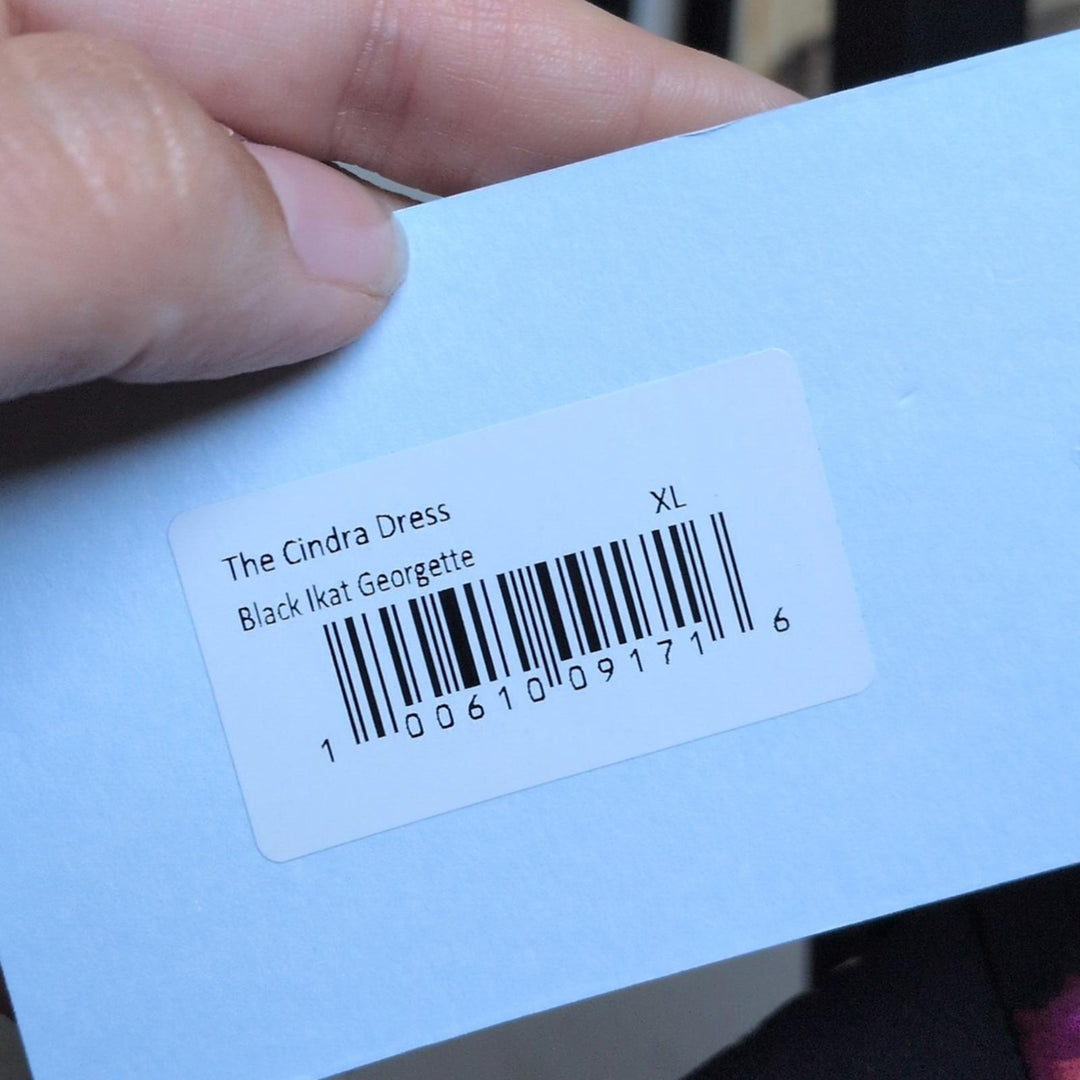 The Cindra Dress XL
Black Ikat Georgette
1 00610 09171 6